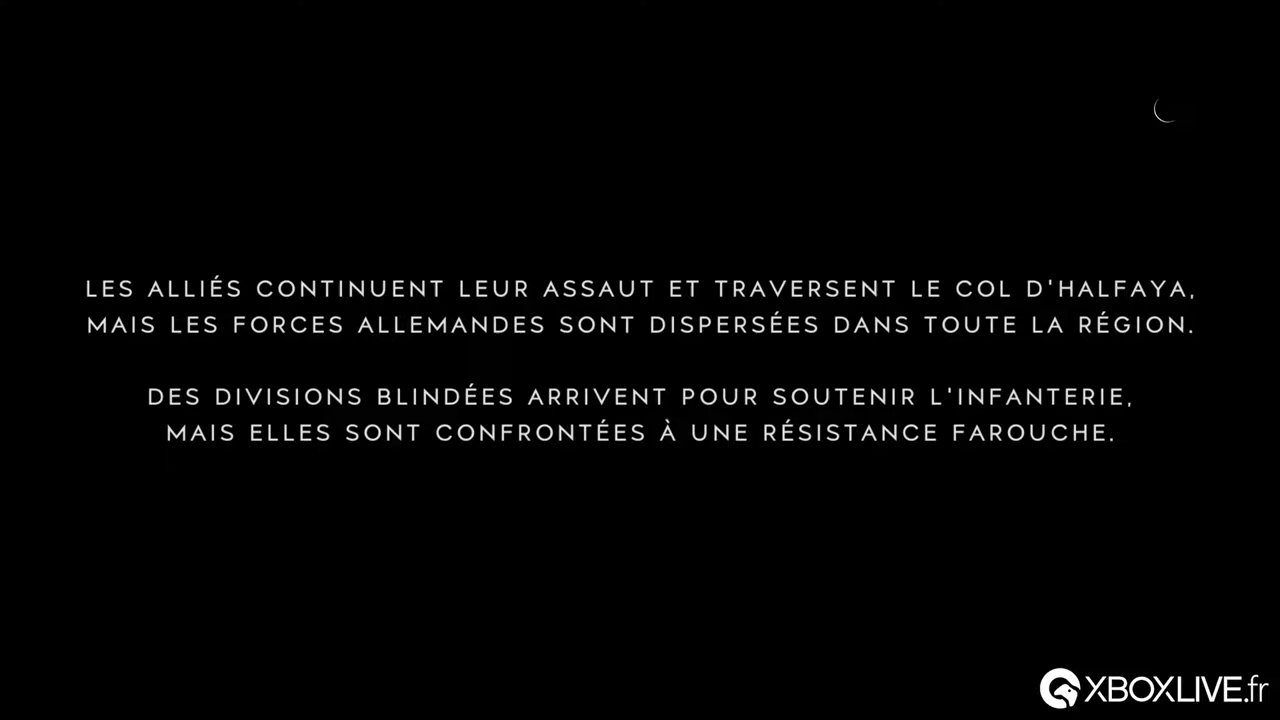 LES ALLIÉS CONTINUENT LEUR ASSAUT ET TRAVERSENT LE COL D'HALFAYA,
MAIS LES FORCES ALLEMANDES SONT DISPERSÉES DANS TOUTE LA RÉGION.
DES DIVISIONS BLINDÉES ARRIVENT POUR SOUTENIR L'INFANTERIE,
MAIS ELLES SONT CONFRONTÉES À UNE RÉSISTANCE FAROUCHE.
XBOXLIVE.fr